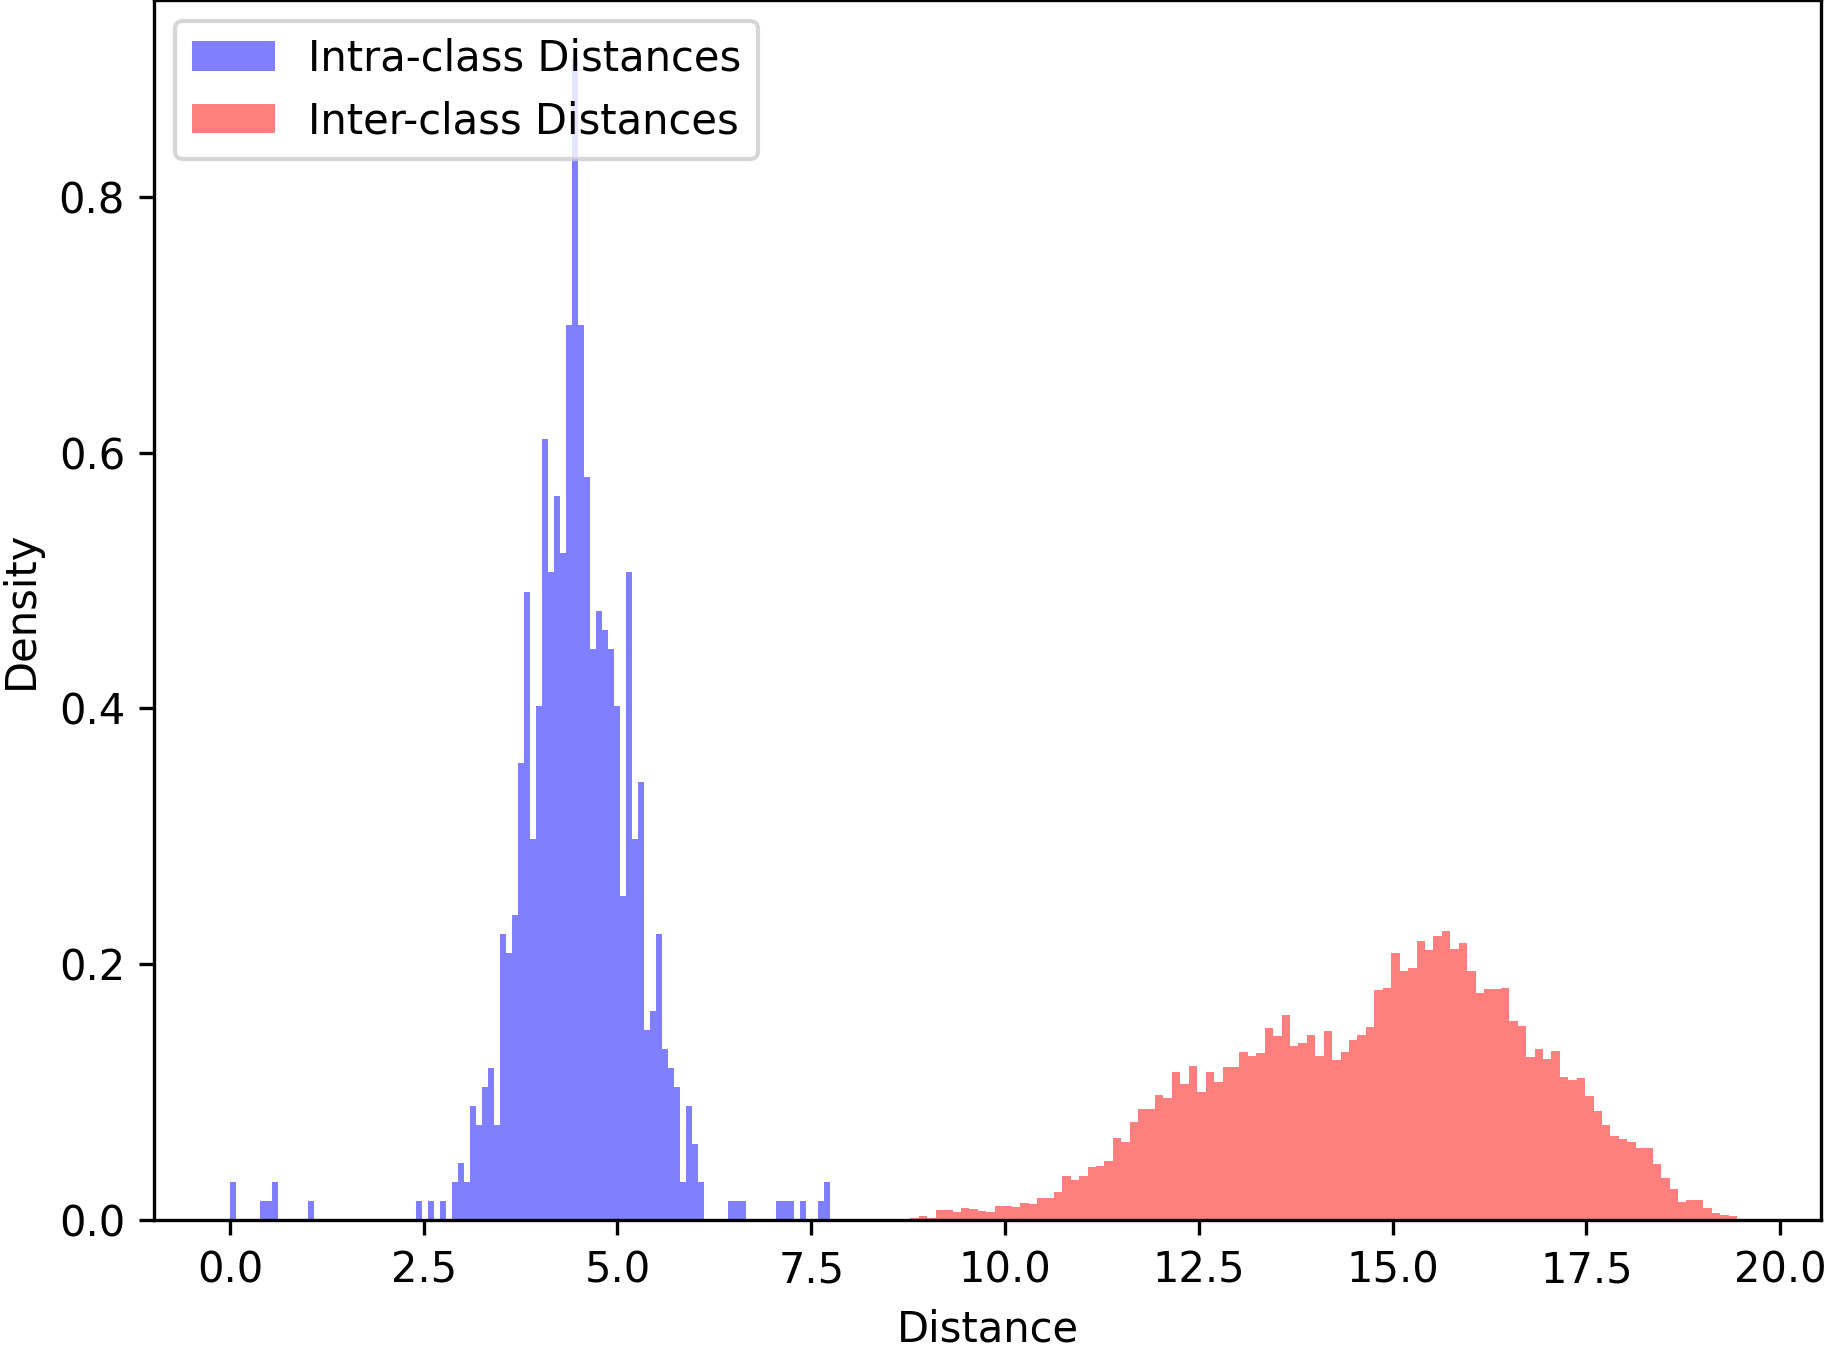 Intra-class Distances
Inter-class Distances
0.8
0.6
0.4
0.2
0.0
Density
0.0 2.5 5.0 7.5 10.0 12.5 15.0 17.5 20.0
Distance